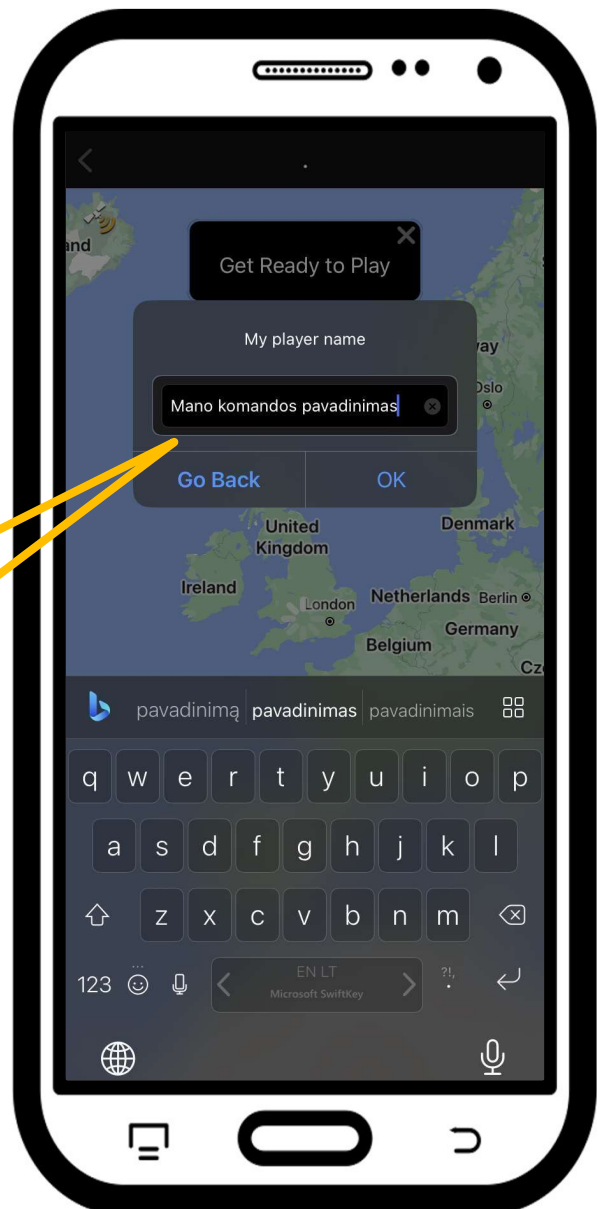 .
and
Get Ready to Play
way
Oslo
My player name
Mano komandos pavadinimas
Go Back OK
United
Kingdom
Denmark
Ireland
London
Netherlands Berlin
Germany
Belgium
Cz
pavadinimą pavadinimas pavadinimais
q w e r t y u i o p
a s d f g h j k l
z x c v b n m
123 EN LT ?!,
Microsoft SwiftKey .